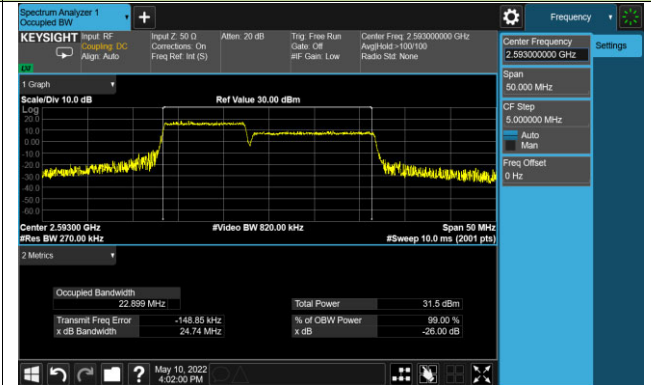 Spectrum Analyzer 1
Occupied BW
Frequency
KEYSIGHT
Input: RF
Coupling: DC
Align: Auto
Input Z: 50 Ω
Corrections: On
Freq Ref: Int (S)
Atten: 20 dB
Trig: Free Run
Gate: Off
#IF Gain: Low
Center Freq: 2.593000000 GHz
Avg|Hold:>100/100
Radio Std: None
Center Frequency
2.593000000 GHz
Settings
Span
50.000 MHz
CF Step
5.000000 MHz
Auto
Man
Freq Offset
0 Hz
1 Graph
Scale/Div 10.0 dB
Ref Value 30.00 dBm
Log
20.0
10.0
0.00
-10.0
-20.0
-30.0
-40.0
-50.0
-60.0
Center 2.59300 GHz
#Video BW 820.00 kHz
Span 50 MHz
#Res BW 270.00 kHz
#Sweep 10.0 ms (2001 pts)
2 Metrics
Occupied Bandwidth
22.899 MHz
Total Power 31.5 dBm
Transmit Freq Error -148.85 kHz
% of OBW Power 99.00 %
x dB Bandwidth 24.74 MHz
x dB -26.00 dB
May 10, 2022
4:02:00 PM